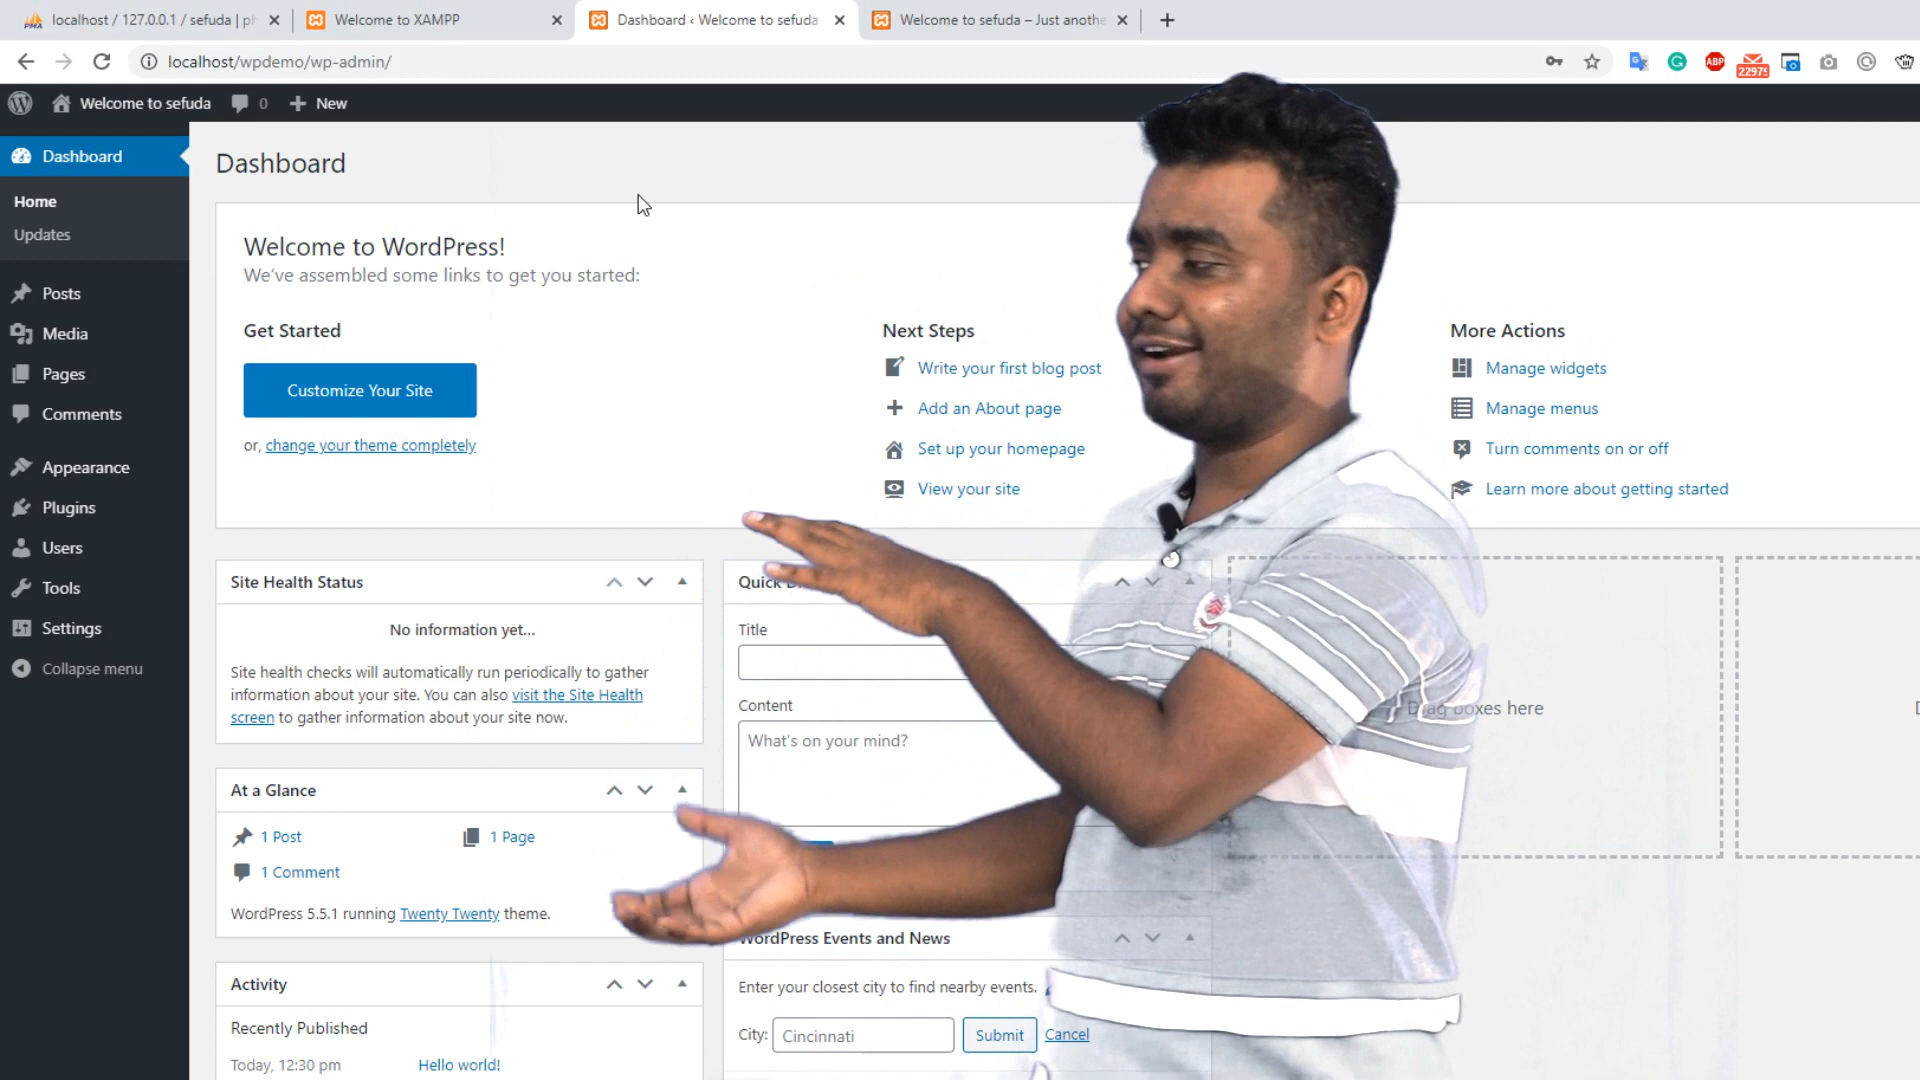 localhost / 127.0.0.1 / sefuda | ph
Welcome to XAMPP
Dashboard ‹ Welcome to sefuda
Welcome to sefuda – Just anothe
localhost/wpdemo/wp-admin/
ABP
22975
Welcome to sefuda
0
New
Dashboard
Home
Updates
Posts
Media
Pages
Comments
Appearance
Plugins
Users
Tools
Settings
Collapse menu
Dashboard
Welcome to WordPress!
We've assembled some links to get you started:
Get Started
Customize Your Site
or, change your theme completely
Next Steps
Write your first blog post
Add an About page
Set up your homepage
View your site
More Actions
Manage widgets
Manage menus
Turn comments on or off
Learn more about getting started
Site Health Status
No information yet...
Site health checks will automatically run periodically to gather
information about your site. You can also visit the Site Health
screen to gather information about your site now.
At a Glance
1 Post
1 Page
1 Comment
WordPress 5.5.1 running Twenty Twenty theme.
Activity
Recently Published
Today, 12:30 pm
Hello world!
Quick
Title
Content
What's on your mind?
WordPress Events and News
Enter your closest city to find nearby events.
City:
Cincinnati
Submit
Cancel
Drag boxes here